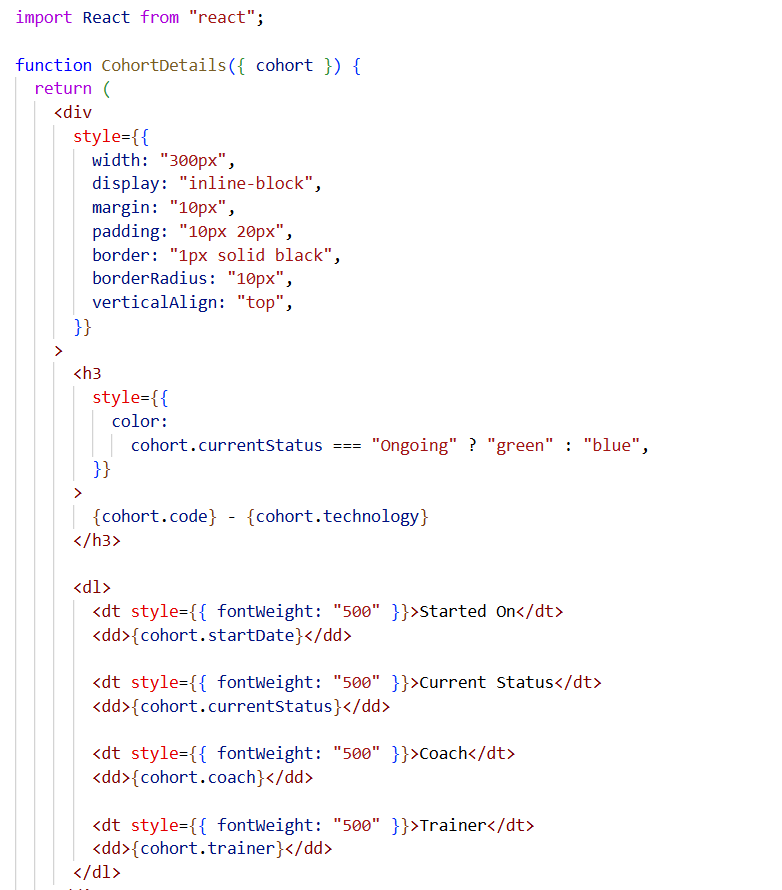 import React from "react";
function CohortDetails({ cohort }) {
return (
<div
style={{
width: "300px",
display: "inline-block",
margin: "10px",
padding: "10px 20px",
border: "1px solid black",
borderRadius: "10px",
verticalAlign: "top",
}}
>
<h3
style={{
color:
cohort.currentStatus === "Ongoing" ? "green" : "blue",
}}
>
{cohort.code} - {cohort.technology}
</h3>
<dl>
<dt style={{ fontWeight: "500" }}>Started On</dt>
<dd>{cohort.startDate}</dd>
<dt style={{ fontWeight: "500" }}>Current Status</dt>
<dd>{cohort.currentStatus}</dd>
<dt style={{ fontWeight: "500" }}>Coach</dt>
<dd>{cohort.coach}</dd>
<dt style={{ fontWeight: "500" }}>Trainer</dt>
<dd>{cohort.trainer}</dd>
</dl>